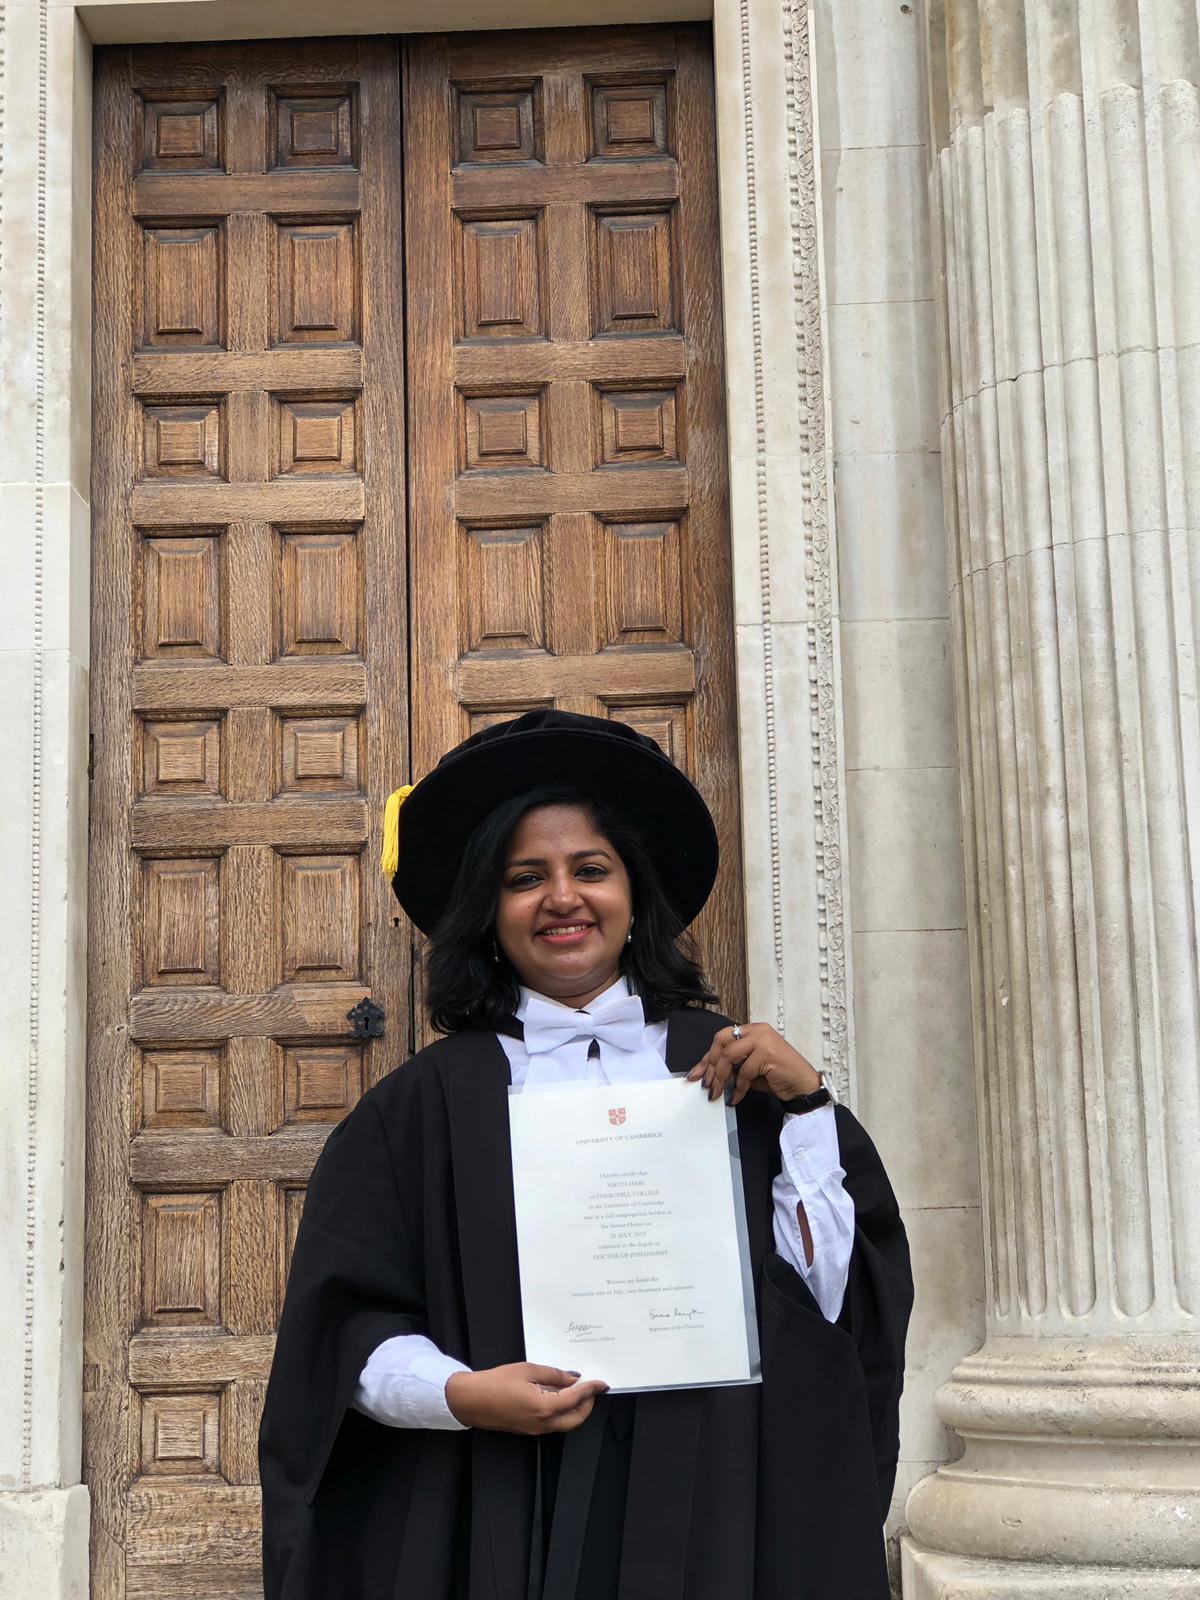 UNIVERSITY OF CAMBRIDGE
I hereby certify that
NIKITA HARI
of CHURCHILL COLLEGE
in the University of Cambridge
was at a full congregation holden in
the Senate House on
20 JULY 2019
admitted to the degree of
DOCTOR OF PHILOSOPHY
Witness my hand this
twentieth day of July, two thousand and nineteen
Administrative Officer
Registrary of the University